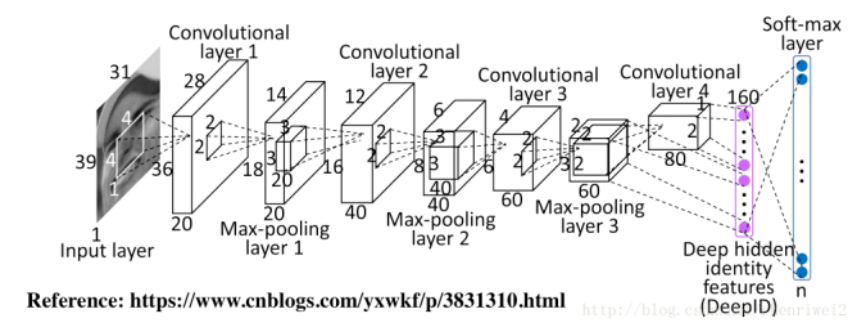 Convolutional
layer 1
Convolutional
layer 2
Convolutional
layer 3
Convolutional
layer 4
Soft-max
layer
31
39
4
4
1
1
Input layer
28
36
20
2
2
14
18
20
3
3
20
Max-pooling
layer 1
12
16
40
2
2
6
8
40
3
3
40
Max-pooling
layer 2
4
6
60
2
2
2
3
60
2
2
Max-pooling
layer 3
1
2
80
160
Deep hidden
identity
features
(DeepID)
n
Reference: https://www.cnblogs.com/yxwkf/p/3831310.html